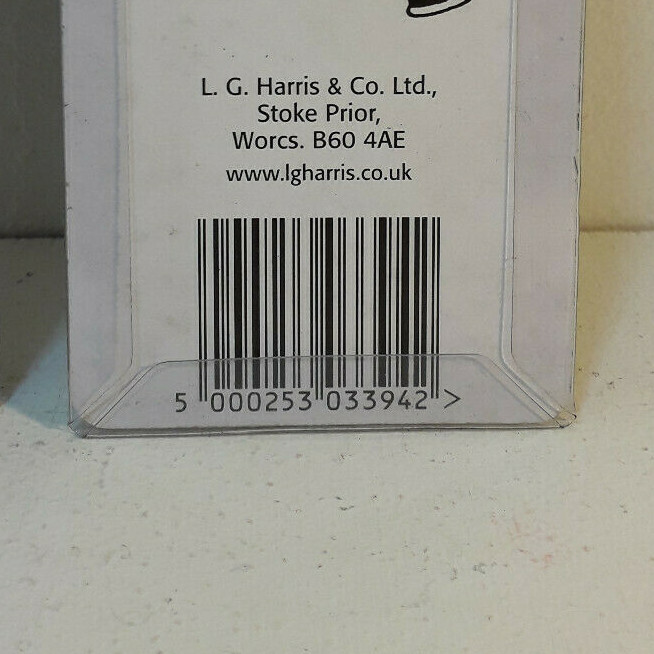 L. G. Harris & Co. Ltd.,
Stoke Prior,
Worcs. B60 4AE
www.lgharris.co.uk
5 000253 033942 >